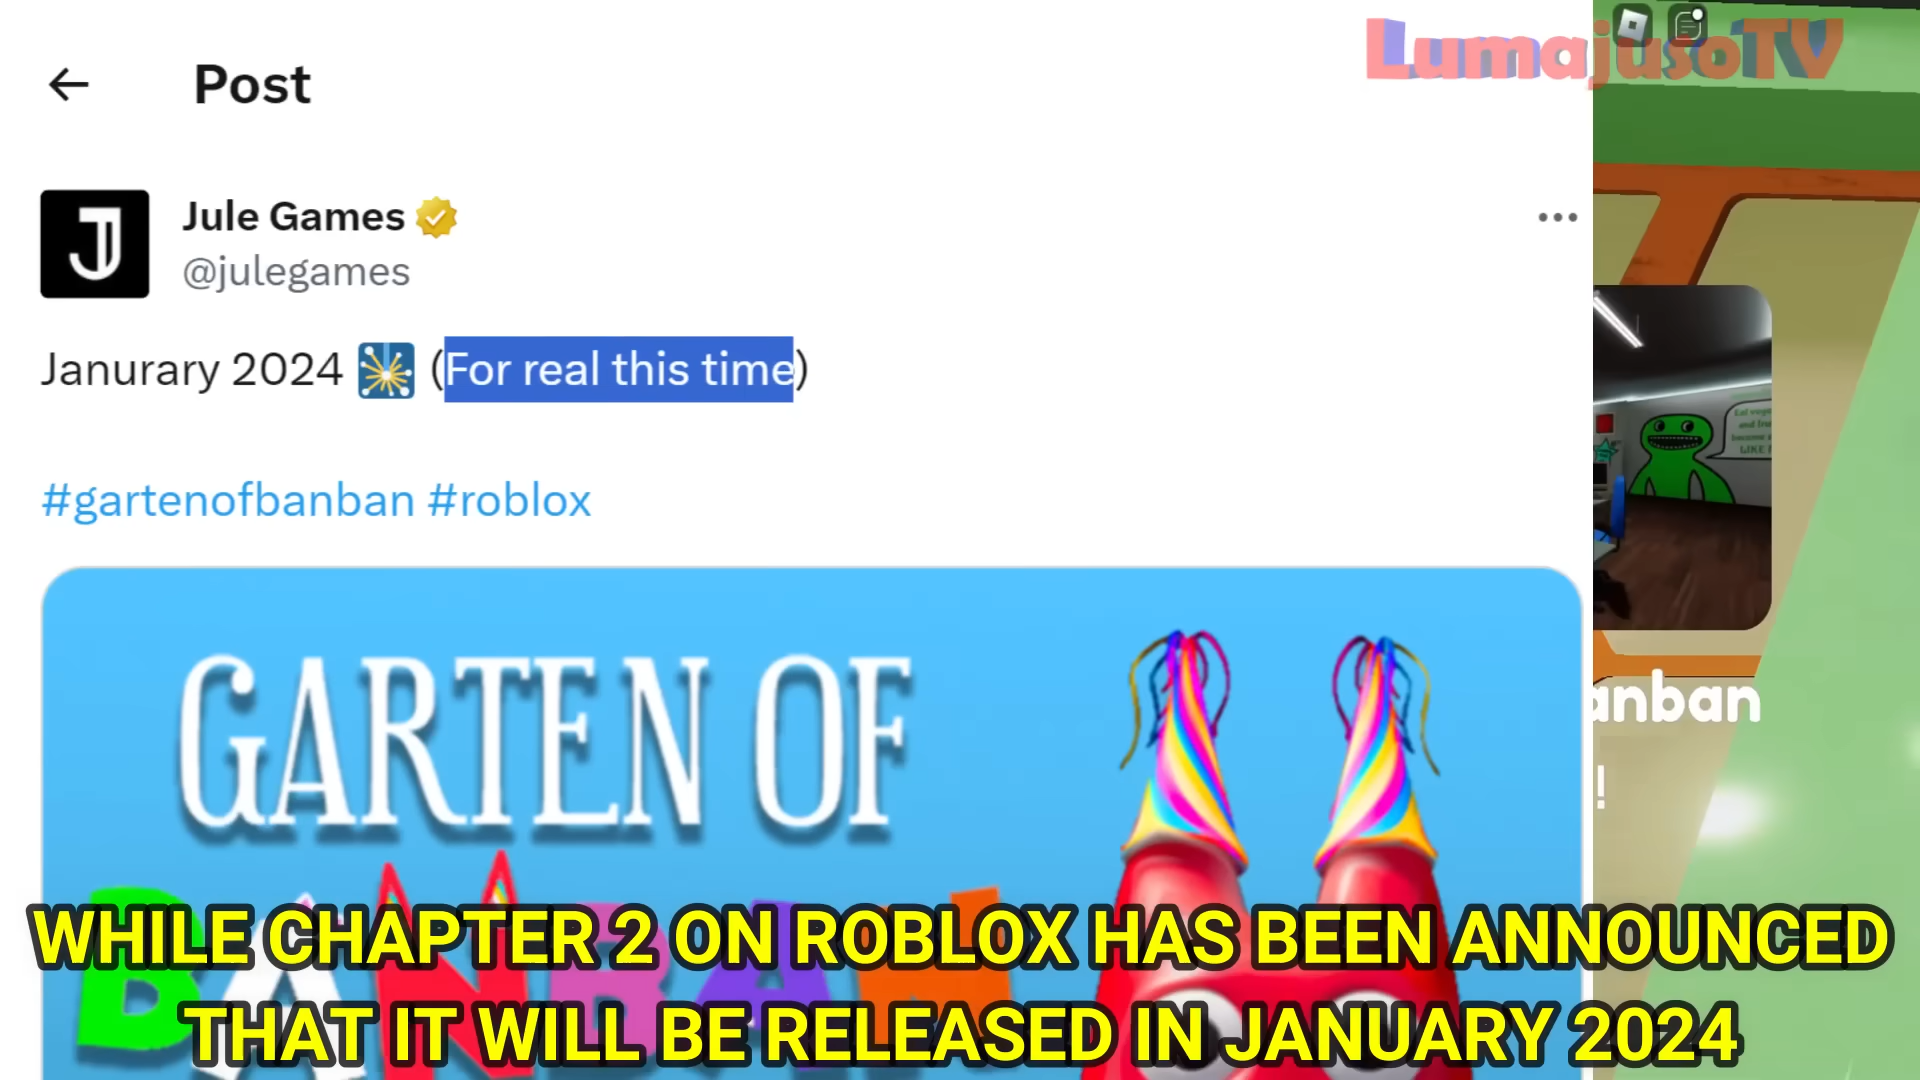 LumajusoTV
Post
Jule Games
@julegames
Janurary 2024 (For real this time)
#gartenofbanban #roblox
GARTEN OF
BANBAN
anban
!
WHILE CHAPTER 2 ON ROBLOX HAS BEEN ANNOUNCED
THAT IT WILL BE RELEASED IN JANUARY 2024